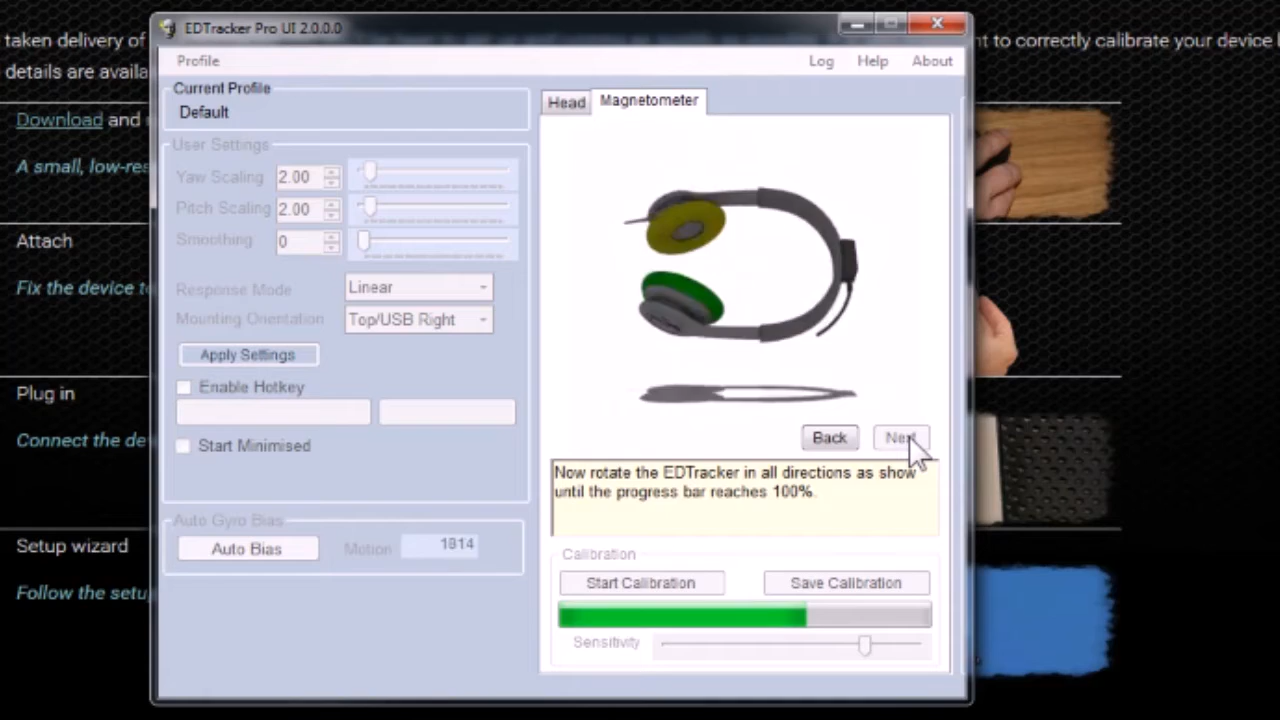 EDTracker Pro UI 2.0.0.0
taken delivery of
t to correctly calibrate your device
details are availa
Profile
Log
Help
About
Current Profile
Default
Head
Magnetometer
Download and
A small, low-res
User Settings
Yaw Scaling
2.00
Pitch Scaling
2.00
Smoothing
0
Attach
Fix the device to
Response Mode
Linear
Mounting Orientation
Top/USB Right
Apply Settings
Enable Hotkey
Plug in
Connect the de
Start Minimised
Back
Next
Now rotate the EDTracker in all directions as show
until the progress bar reaches 100%.
Auto Gyro Bias
Auto Bias
Motion
1814
Setup wizard
Follow the setu
Calibration
Start Calibration
Save Calibration
Sensitivity